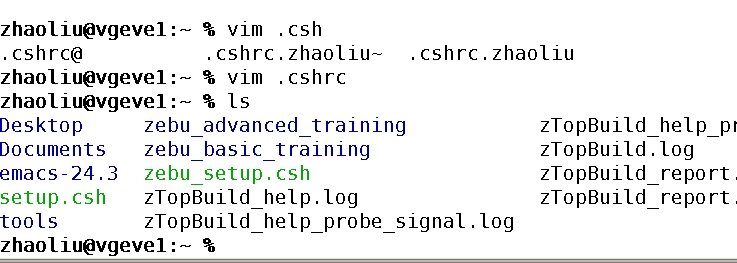 zhaoliu@vgeve1:~ % vim .csh
.cshrc@ .cshrc.zhaoliu~ .cshrc.zhaoliu
zhaoliu@vgeve1:~ % vim .cshrc
zhaoliu@vgeve1:~ % ls
Desktop zebu_advanced_training zTopBuild_help_pr
Documents zebu_basic_training zTopBuild.log
emacs-24.3 zebu_setup.csh zTopBuild_report.
setup.csh zTopBuild_help.log zTopBuild_report.
tools zTopBuild_help_probe_signal.log
zhaoliu@vgeve1:~ %